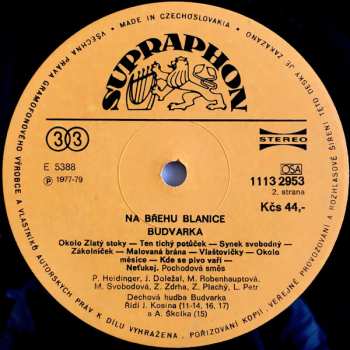 MADE IN CZECHOSLOVAKIA • VŠECHNA PRÁVA GRAMOFONOVÉHO VÝROBCE A VLASTNÍKŮ AUTORSKÝCH PRÁV K DÍLU VYHRAŽENA. POŘIZOVÁNÍ KOPIÍ, VEŘEJNÉ PROVOZOVÁNÍ A ROZHLASOVÉ ŠÍŘENÍ TÉTO DESKY JE ZAKÁZÁNO
SUPRAPHON
33
STEREO
E 5388
Ⓟ 1977-79
OSA
1113 2953
2. strana
Kčs 44,-
NA BŘEHU BLANICE
BUDVARKA
Okolo Zlatý stoky — Ten tichý potůček — Synek svobodný —
Zákolníček — Malovaná brána — Vlaštovičky — Okolo
měsíce — Kde se pivo vaří —
Neťukej. Pochodová směs
P. Heidinger, J. Doležal, M. Robenhauptová,
M. Svobodová, Z. Zdrha, Z. Plachý, L. Petr
Dechová hudba Budvarka
Řídí J. Kosina (11-14, 16, 17)
a A. Škcíka (15)